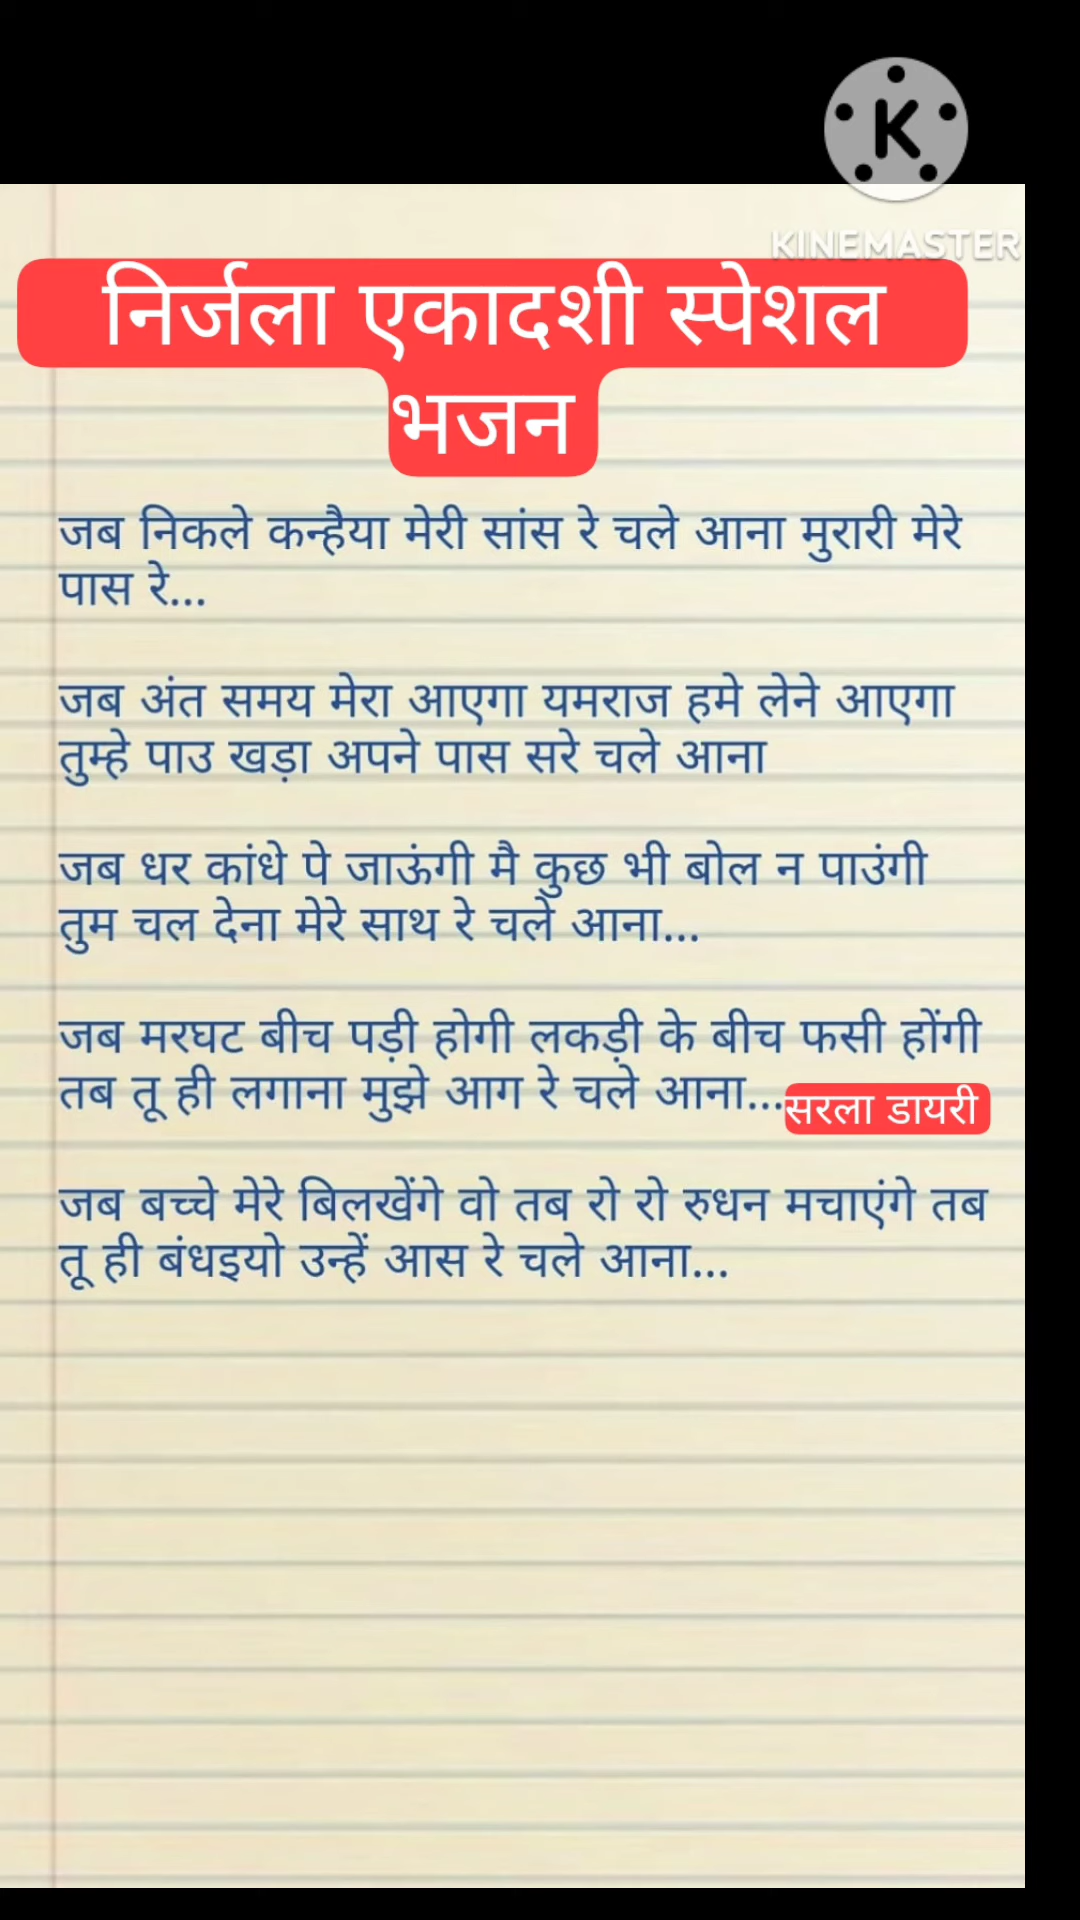 K
KINEMASTER
निर्जला एकादशी स्पेशल
भजन
जब निकले कन्हैया मेरी सांस रे चले आना मुरारी मेरे
पास रे...
जब अंत समय मेरा आएगा यमराज हमे लेने आएगा
तुम्हे पाउ खड़ा अपने पास सरे चले आना
जब धर कांधे पे जाऊंगी मै कुछ भी बोल न पाउंगी
तुम चल देना मेरे साथ रे चले आना...
जब मरघट बीच पड़ी होगी लकड़ी के बीच फसी होंगी
तब तू ही लगाना मुझे आग रे चले आना...
सरला डायरी
जब बच्चे मेरे बिलखेंगे वो तब रो रो रुधन मचाएंगे तब
तू ही बंधइयो उन्हें आस रे चले आना...